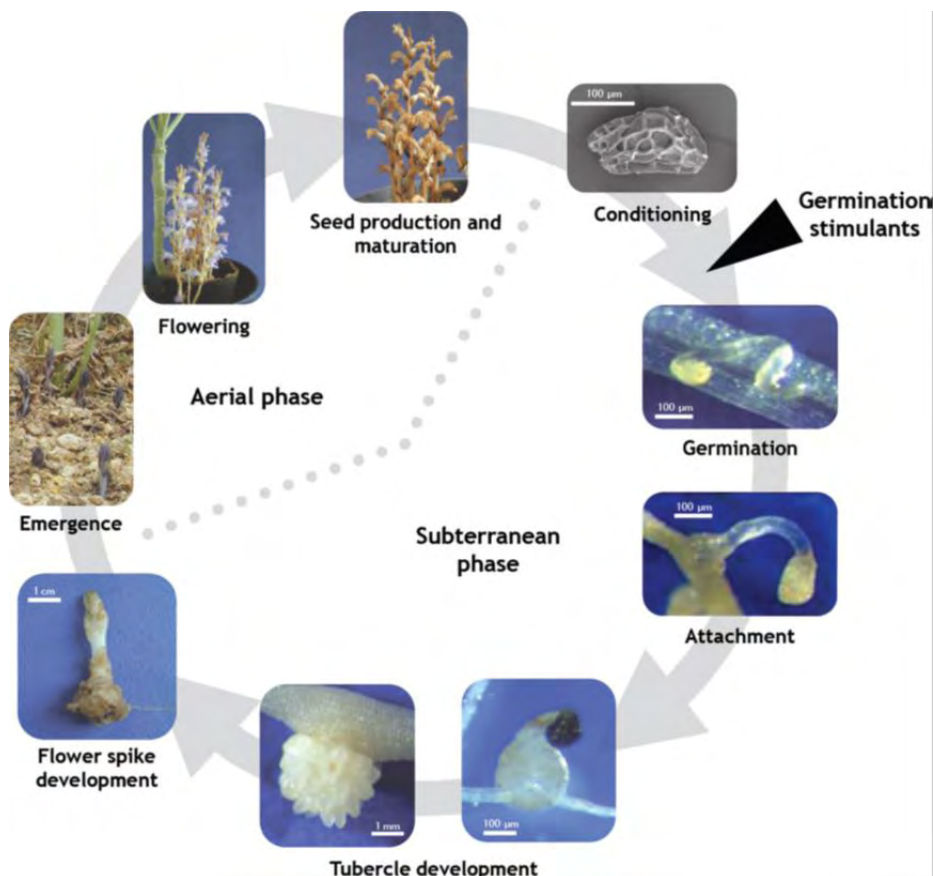 100 μm
Conditioning
Germination
stimulants
Seed production and
maturation
Flowering
100 μm
Germination
Aerial phase
Emergence
Subterranean
phase
100 μm
Attachment
1 cm
Flower spike
development
1 mm
100 μm
Tubercle development